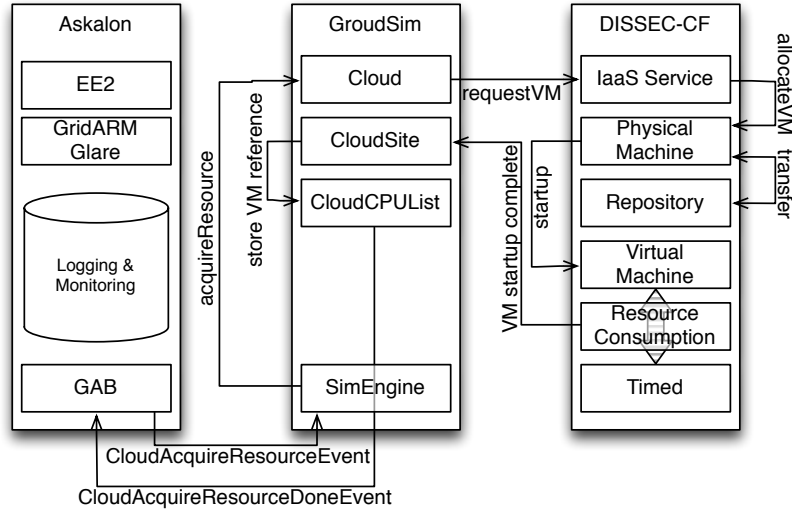 Askalon
EE2
GridARM
Glare
Logging &
Monitoring
GAB
GroudSim
Cloud
CloudSite
CloudCPUList
SimEngine
DISSEC-CF
IaaS Service
Physical
Machine
Repository
Virtual
Machine
Resource
Consumption
Timed
acquireResource
store VM reference
requestVM
VM startup complete
startup
allocateVM
transfer
CloudAcquireResourceEvent
CloudAcquireResourceDoneEvent